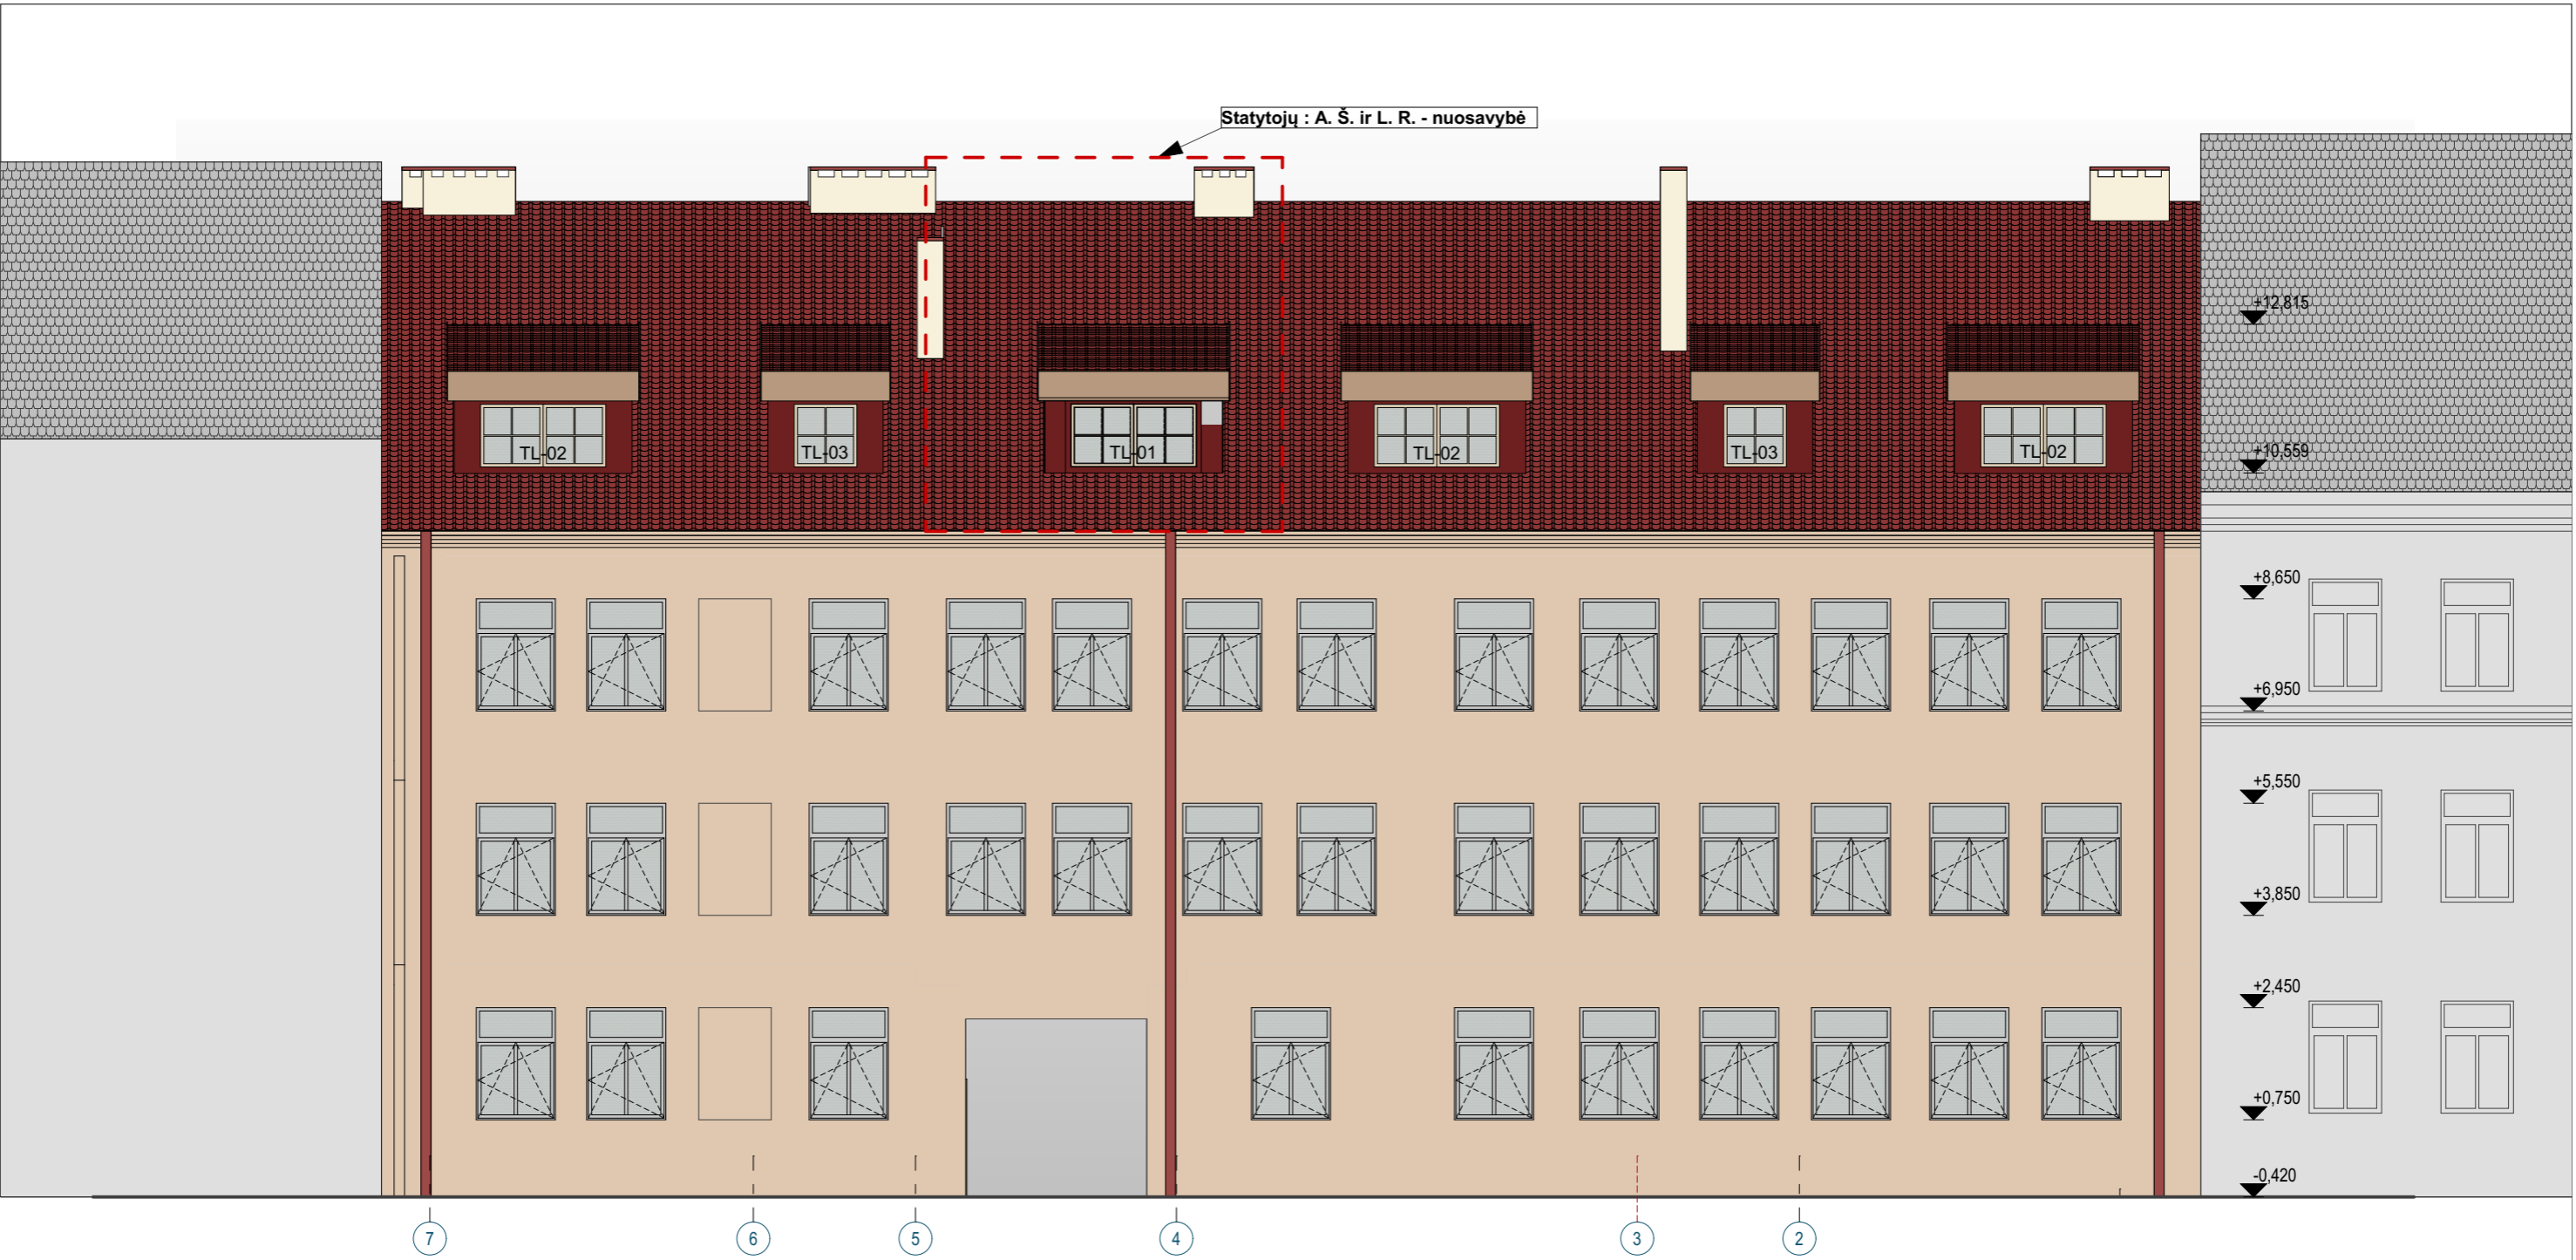 Statytojų : A. Š. ir L. R. - nuosavybė
+12,815
TL-02
TL-03
TL-01
TL-02
TL-03
TL-02
+10,559
+8,650
+6,950
+5,550
+3,850
+2,450
+0,750
-0,420
7
6
5
4
3
2